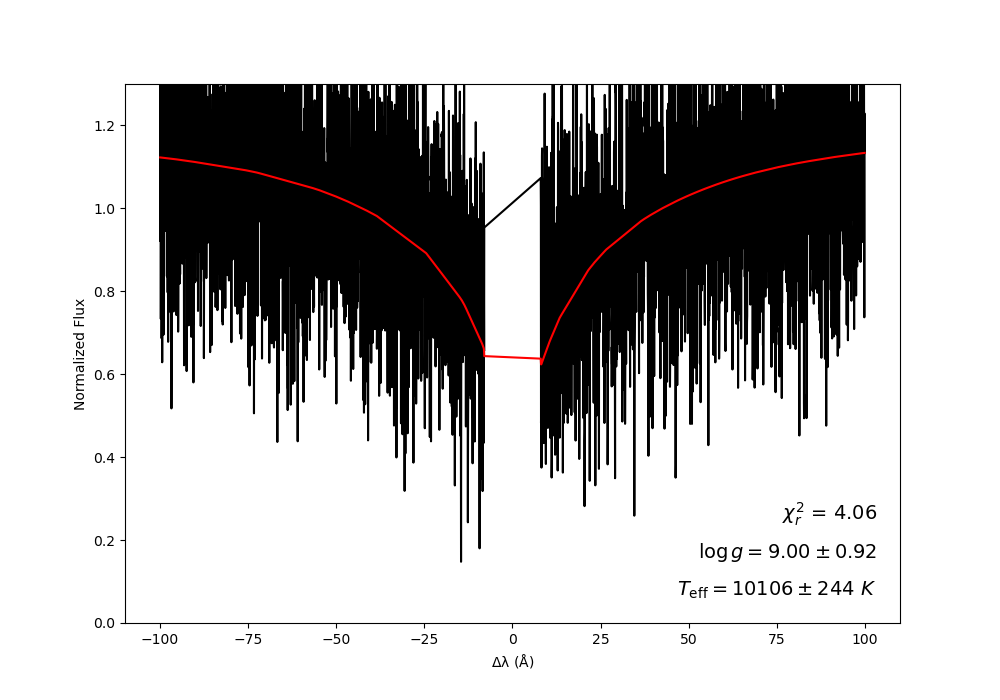 1.2
1.0
0.8
0.6
0.4
0.2
0.0
Normalized Flux
χ²ᵣ = 4.06
log g = 9.00 ± 0.92
T_eff = 10106 ± 244 K
−100 −75 −50 −25 0 25 50 75 100
Δλ (Å)